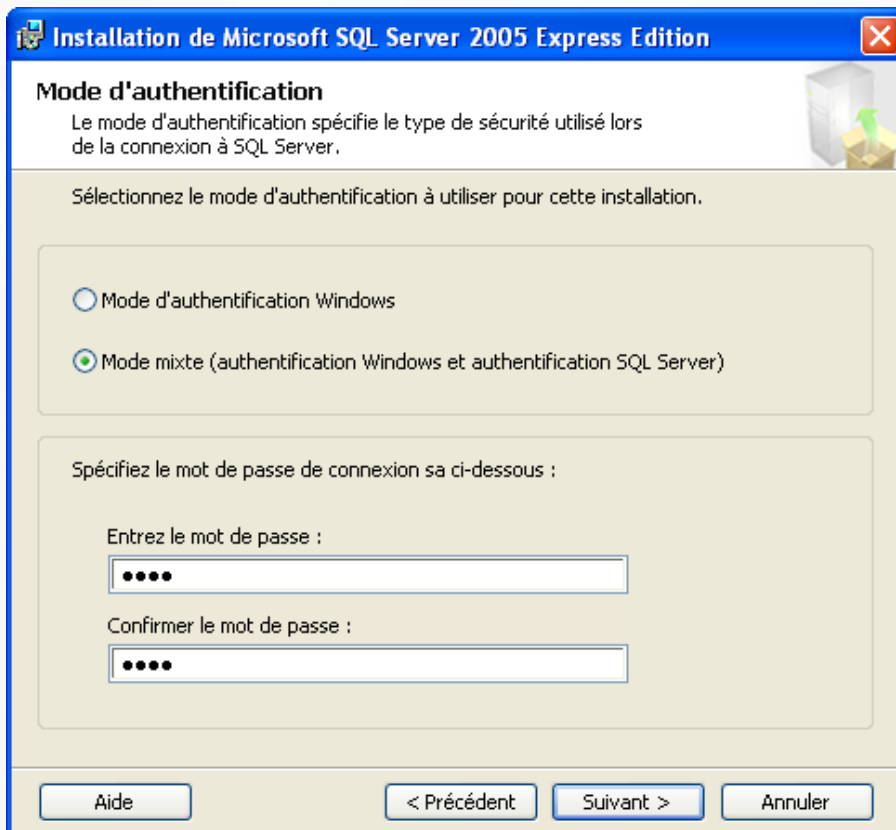 Installation de Microsoft SQL Server 2005 Express Edition
Mode d'authentification
Le mode d'authentification spécifie le type de sécurité utilisé lors
de la connexion à SQL Server.
Sélectionnez le mode d'authentification à utiliser pour cette installation.
Mode d'authentification Windows
Mode mixte (authentification Windows et authentification SQL Server)
Spécifiez le mot de passe de connexion sa ci-dessous :
Entrez le mot de passe :
••••
Confirmer le mot de passe :
••••
Aide
< Précédent
Suivant >
Annuler